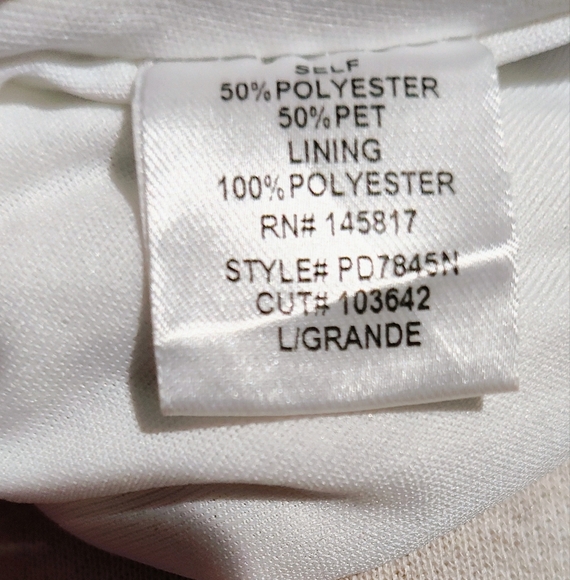 SELF
50% POLYESTER
50% PET
LINING
100% POLYESTER
RN# 145817
STYLE# PD7845N
CUT# 103642
L/GRANDE